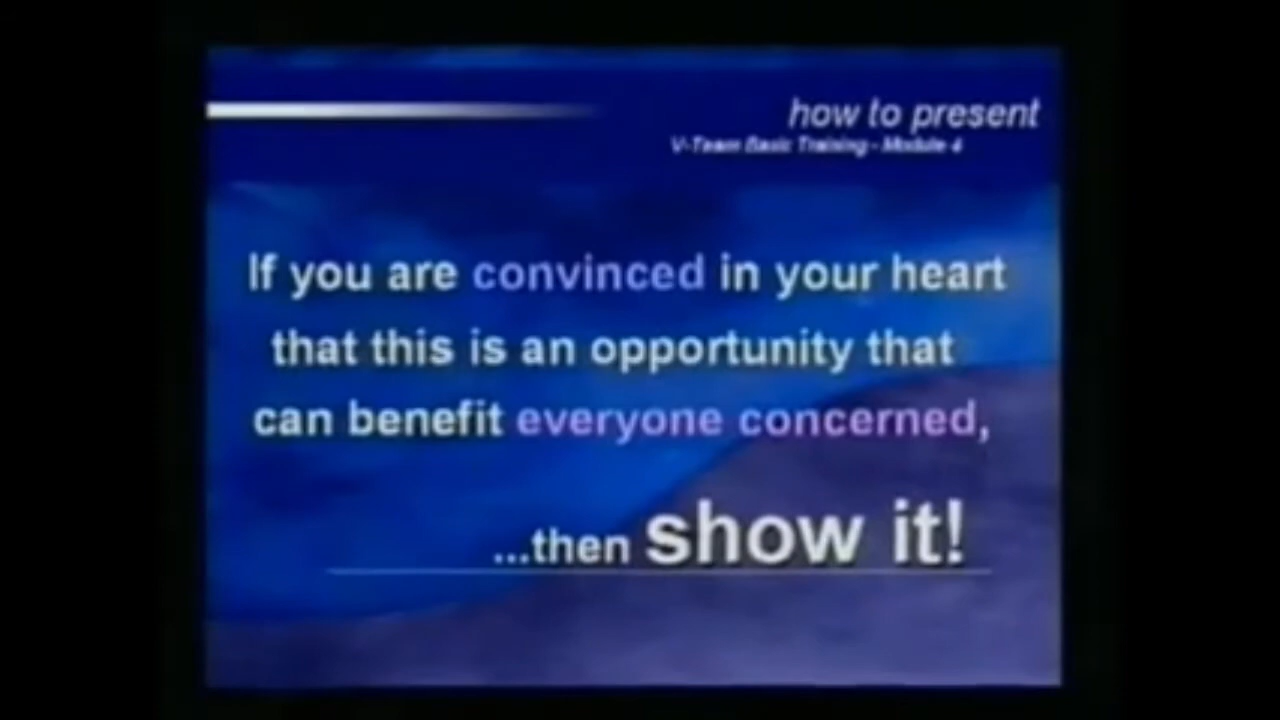 how to present
V-Team Basic Training - Module 4
If you are convinced in your heart
that this is an opportunity that
can benefit everyone concerned,
...then show it!